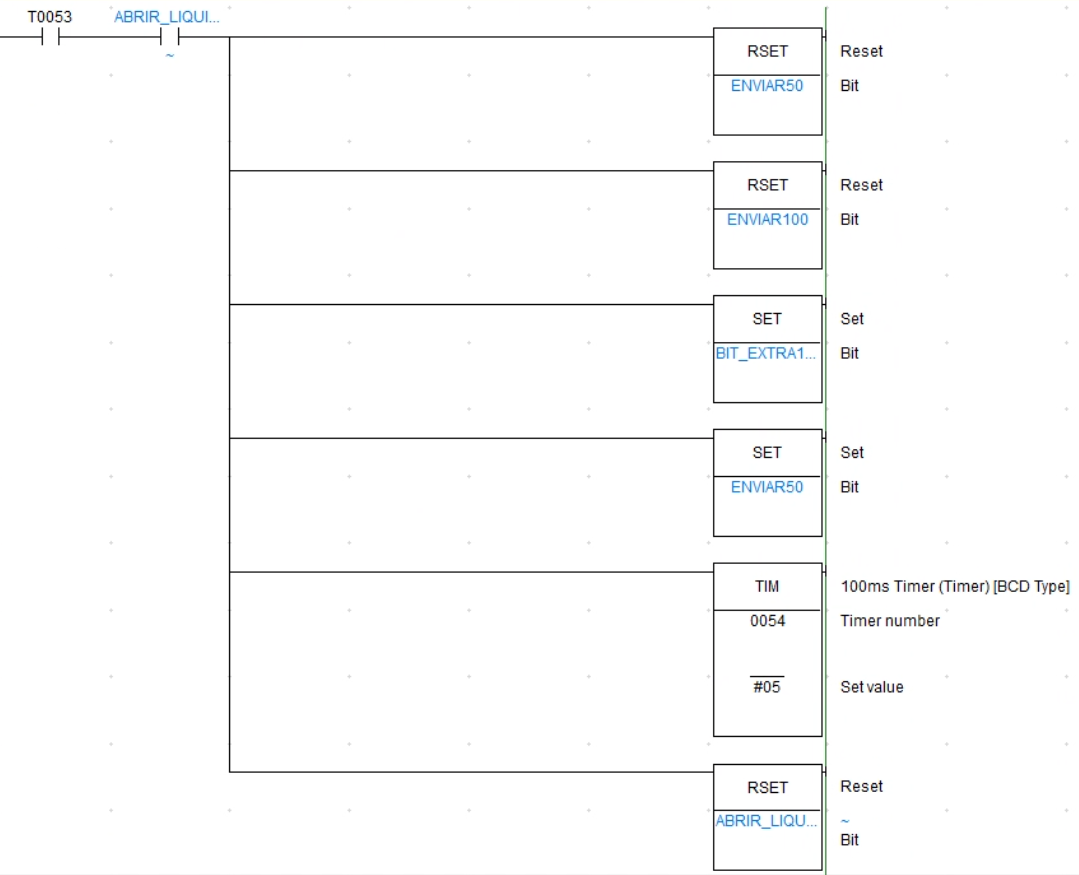 T0053 ABRIR_LIQUI...
~
RSET Reset
ENVIAR50 Bit
RSET Reset
ENVIAR100 Bit
SET Set
BIT_EXTRA1... Bit
SET Set
ENVIAR50 Bit
TIM 100ms Timer (Timer) [BCD Type]
0054 Timer number
#05 Set value
RSET Reset
ABRIR_LIQU... ~
Bit